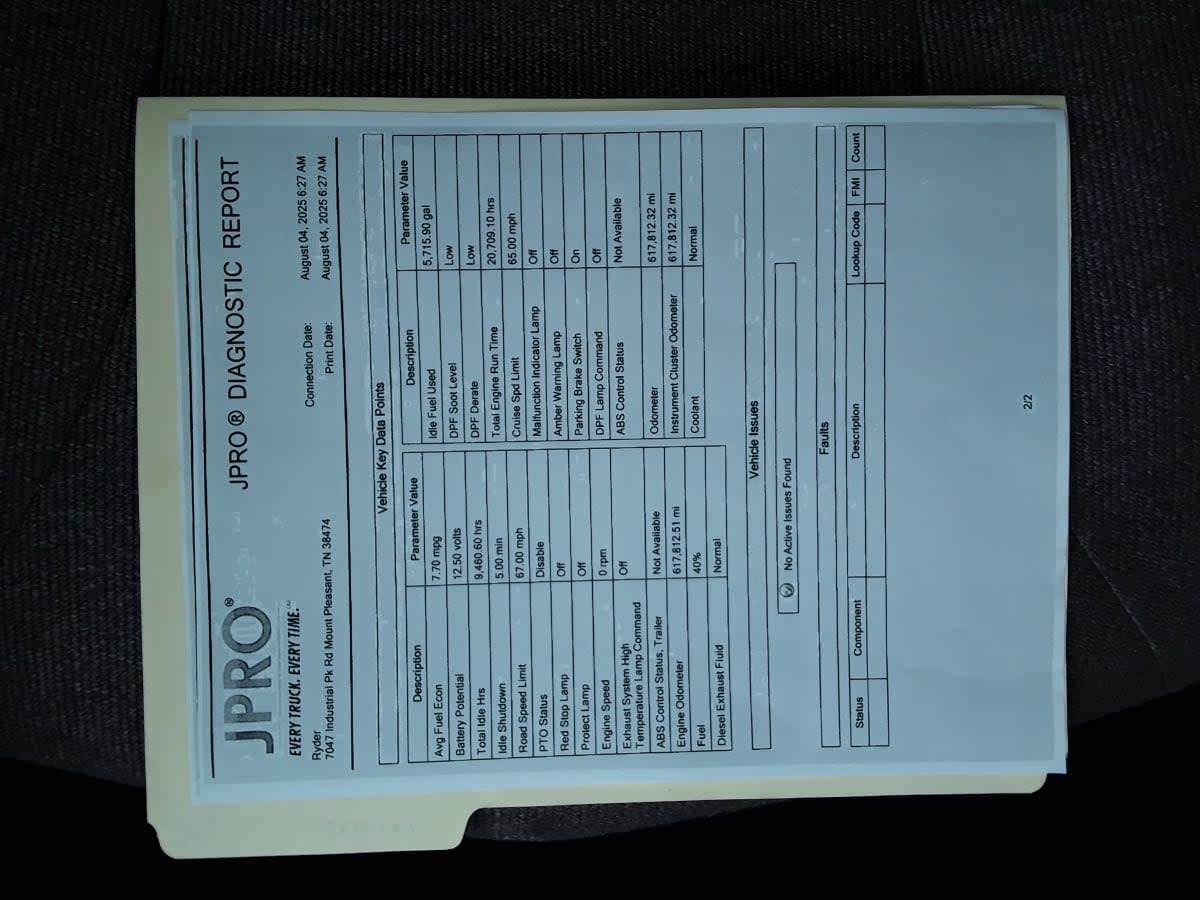 JPRO®
JPRO ® DIAGNOSTIC REPORT
EVERY TRUCK. EVERY TIME.
Ryder
7047 Industrial Pk Rd Mount Pleasant, TN 38474
Connection Date: August 04, 2025 6:27 AM
Print Date: August 04, 2025 6:27 AM
Vehicle Key Data Points
Description Parameter Value
Avg Fuel Econ 7.70 mpg
Battery Potential 12.50 volts
Total Idle Hrs 9,460.60 hrs
Idle Shutdown 5.00 min
Road Speed Limit 67.00 mph
PTO Status Disable
Red Stop Lamp Off
Protect Lamp Off
Engine Speed 0 rpm
Exhaust System High Off
Temperature Lamp Command
ABS Control Status, Trailer Not Available
Engine Odometer 617,812.51 mi
Fuel 40%
Diesel Exhaust Fluid Normal
Description Parameter Value
Idle Fuel Used 5,715.90 gal
DPF Soot Level Low
DPF Derate Low
Total Engine Run Time 20,709.10 hrs
Cruise Spd Limit 65.00 mph
Malfunction Indicator Lamp Off
Amber Warning Lamp Off
Parking Brake Switch On
DPF Lamp Command Off
ABS Control Status Not Available
Odometer 617,812.32 mi
Instrument Cluster Odometer 617,812.32 mi
Coolant Normal
Vehicle Issues
No Active Issues Found
Faults
Status Component Description Lookup Code FMI Count
2/2